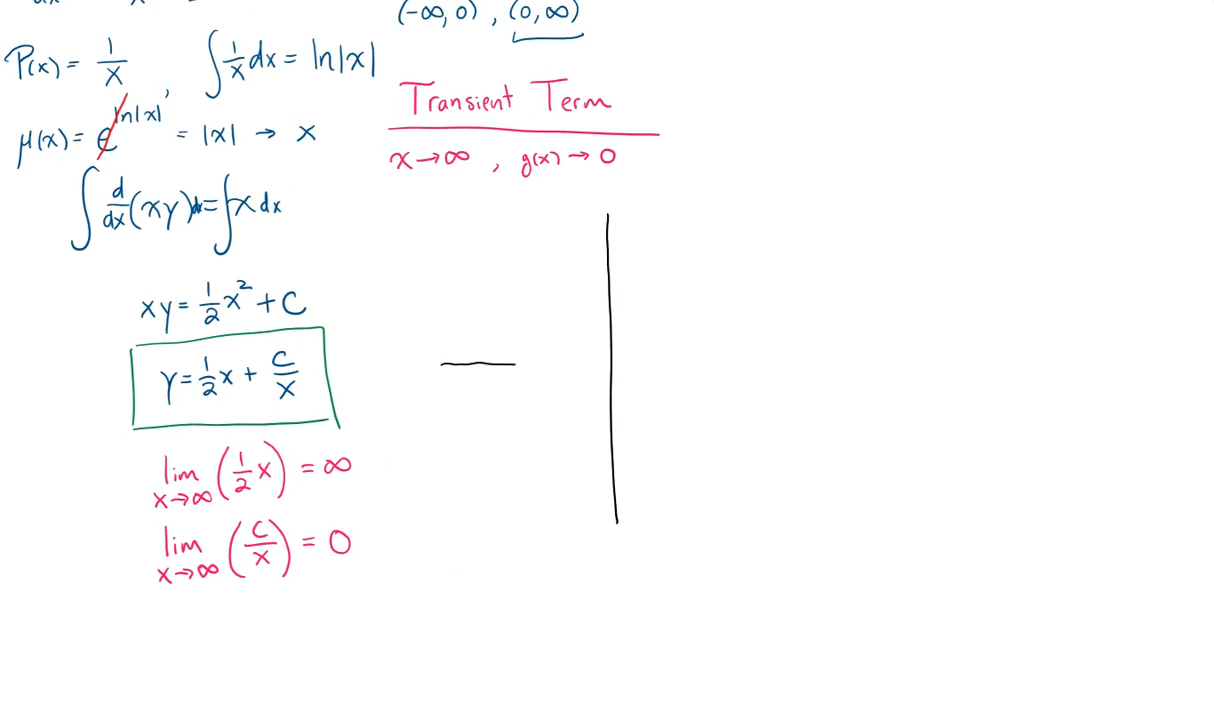 (-∞, 0) , (0, ∞)
P(x) = 1/x , ∫ 1/x dx = ln|x|
Transient Term
μ(x) = e^{ln|x|} = |x| → x
x → ∞ , g(x) → 0
∫ d/dx (xy) dx = ∫ x dx
xy = 1/2 x² + C
y = 1/2 x + C/x
lim x→∞ (1/2 x) = ∞
lim x→∞ (C/x) = 0